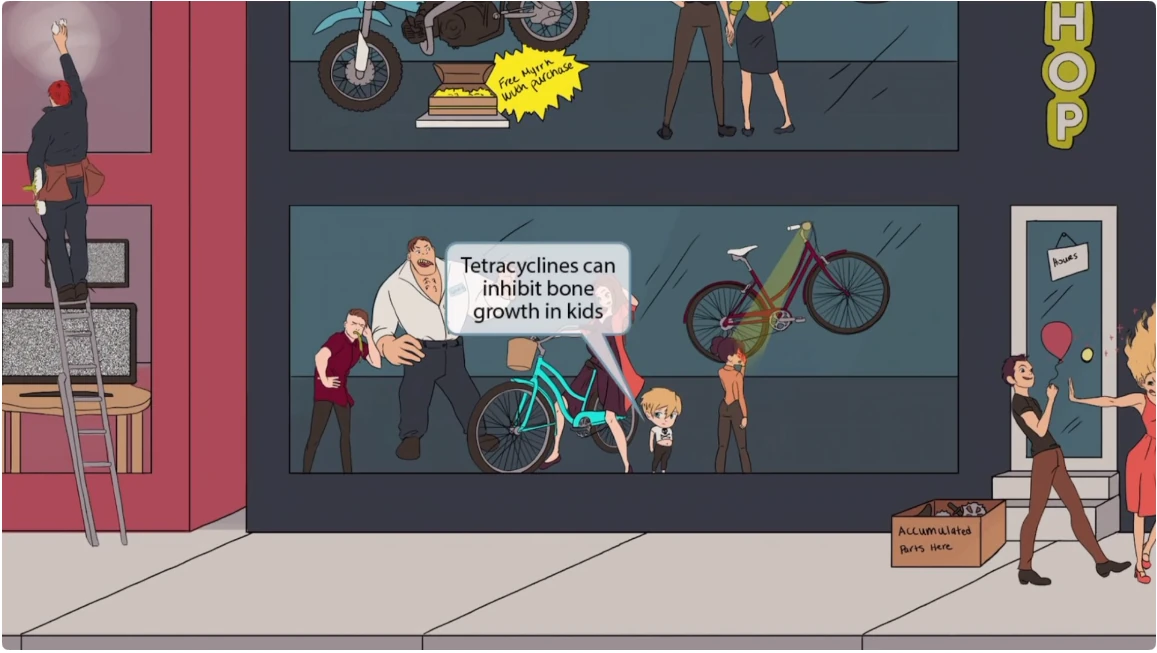 Free Myrrh
with purchase
HOP
Tetracyclines can
inhibit bone
growth in kids
Hours
Accumulated
Parts Here